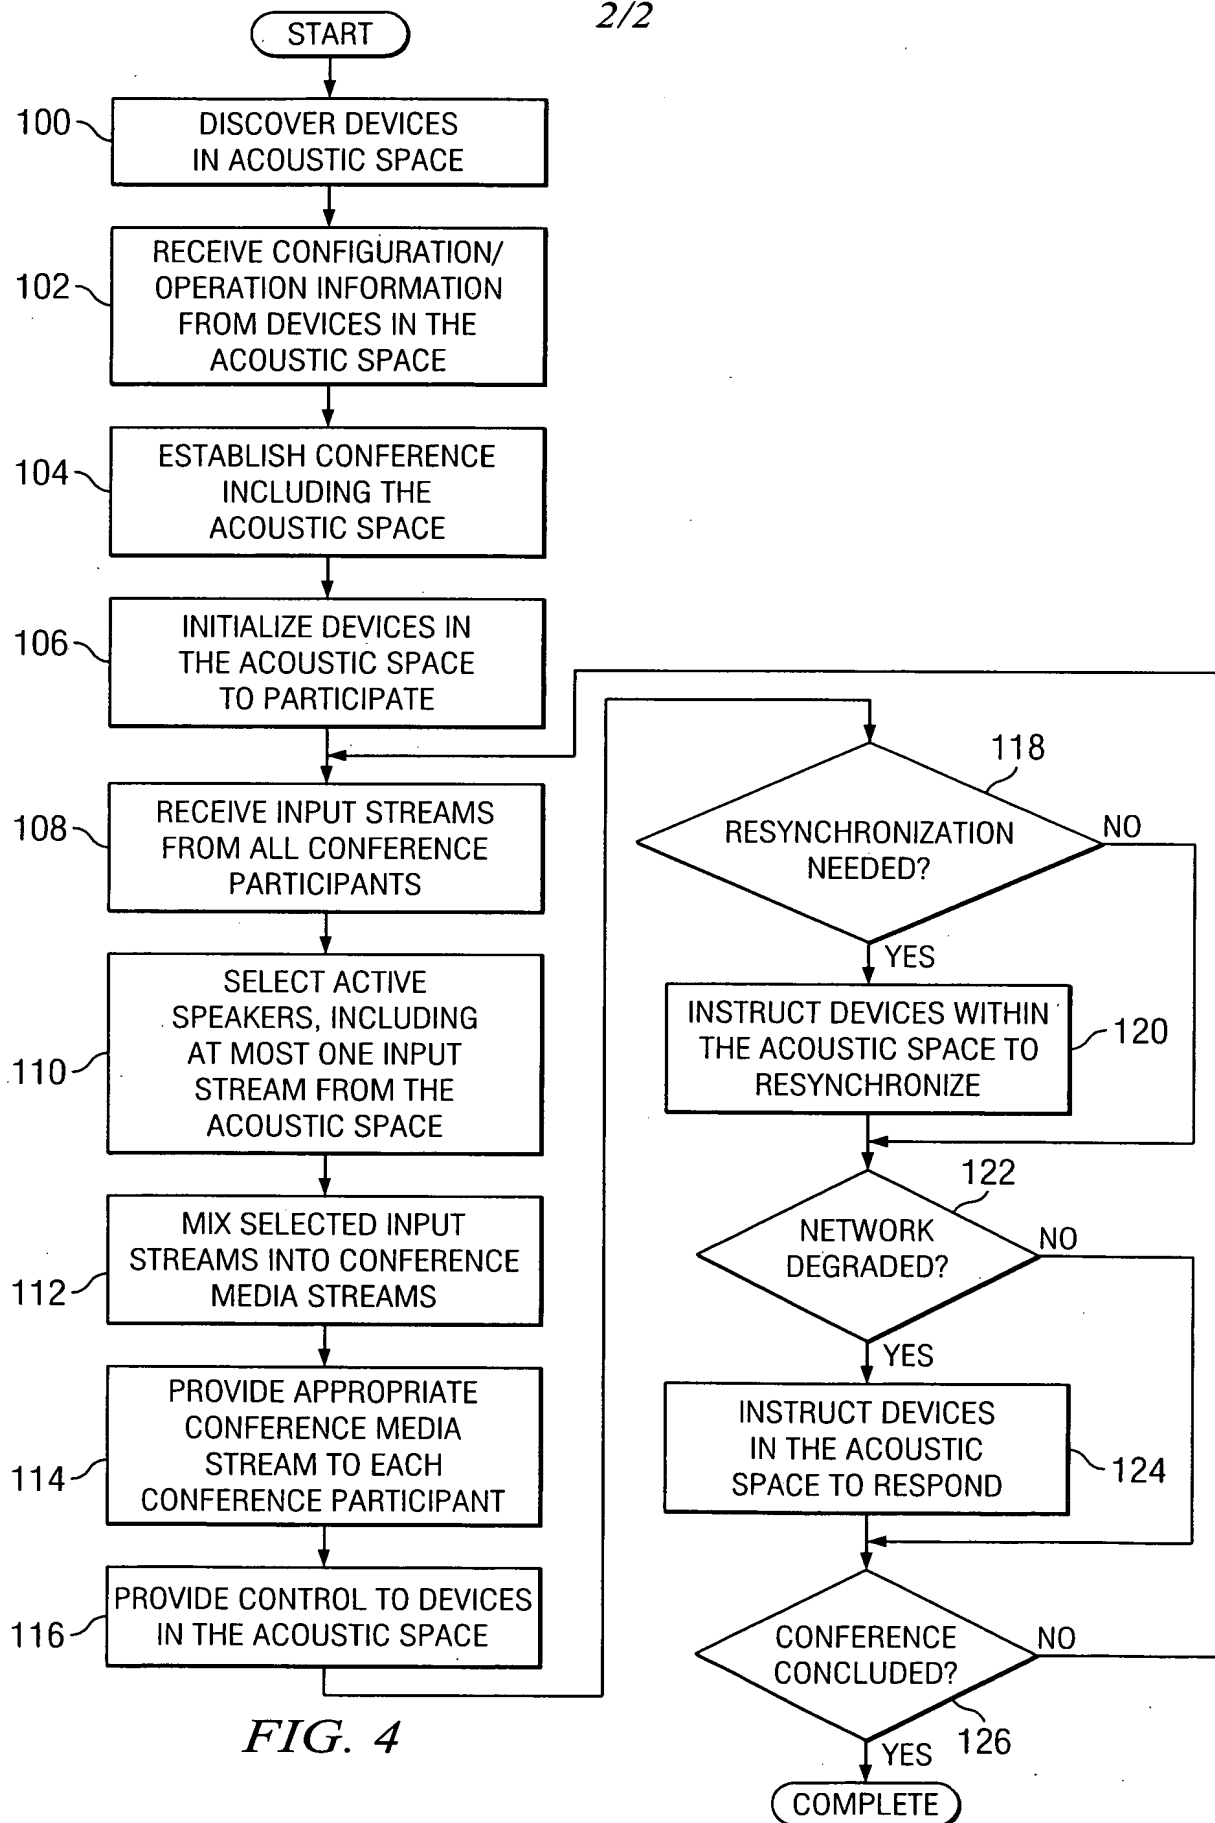 2/2
START
100
DISCOVER DEVICES
IN ACOUSTIC SPACE
102
RECEIVE CONFIGURATION/
OPERATION INFORMATION
FROM DEVICES IN THE
ACOUSTIC SPACE
104
ESTABLISH CONFERENCE
INCLUDING THE
ACOUSTIC SPACE
106
INITIALIZE DEVICES IN
THE ACOUSTIC SPACE
TO PARTICIPATE
108
RECEIVE INPUT STREAMS
FROM ALL CONFERENCE
PARTICIPANTS
110
SELECT ACTIVE
SPEAKERS, INCLUDING
AT MOST ONE INPUT
STREAM FROM THE
ACOUSTIC SPACE
112
MIX SELECTED INPUT
STREAMS INTO CONFERENCE
MEDIA STREAMS
114
PROVIDE APPROPRIATE
CONFERENCE MEDIA
STREAM TO EACH
CONFERENCE PARTICIPANT
116
PROVIDE CONTROL TO DEVICES
IN THE ACOUSTIC SPACE
118
RESYNCHRONIZATION
NEEDED?
NO
YES
INSTRUCT DEVICES WITHIN
THE ACOUSTIC SPACE TO
RESYNCHRONIZE
120
122
NETWORK
DEGRADED?
NO
YES
INSTRUCT DEVICES
IN THE ACOUSTIC
SPACE TO RESPOND
124
CONFERENCE
CONCLUDED?
NO
126
YES
COMPLETE
FIG. 4